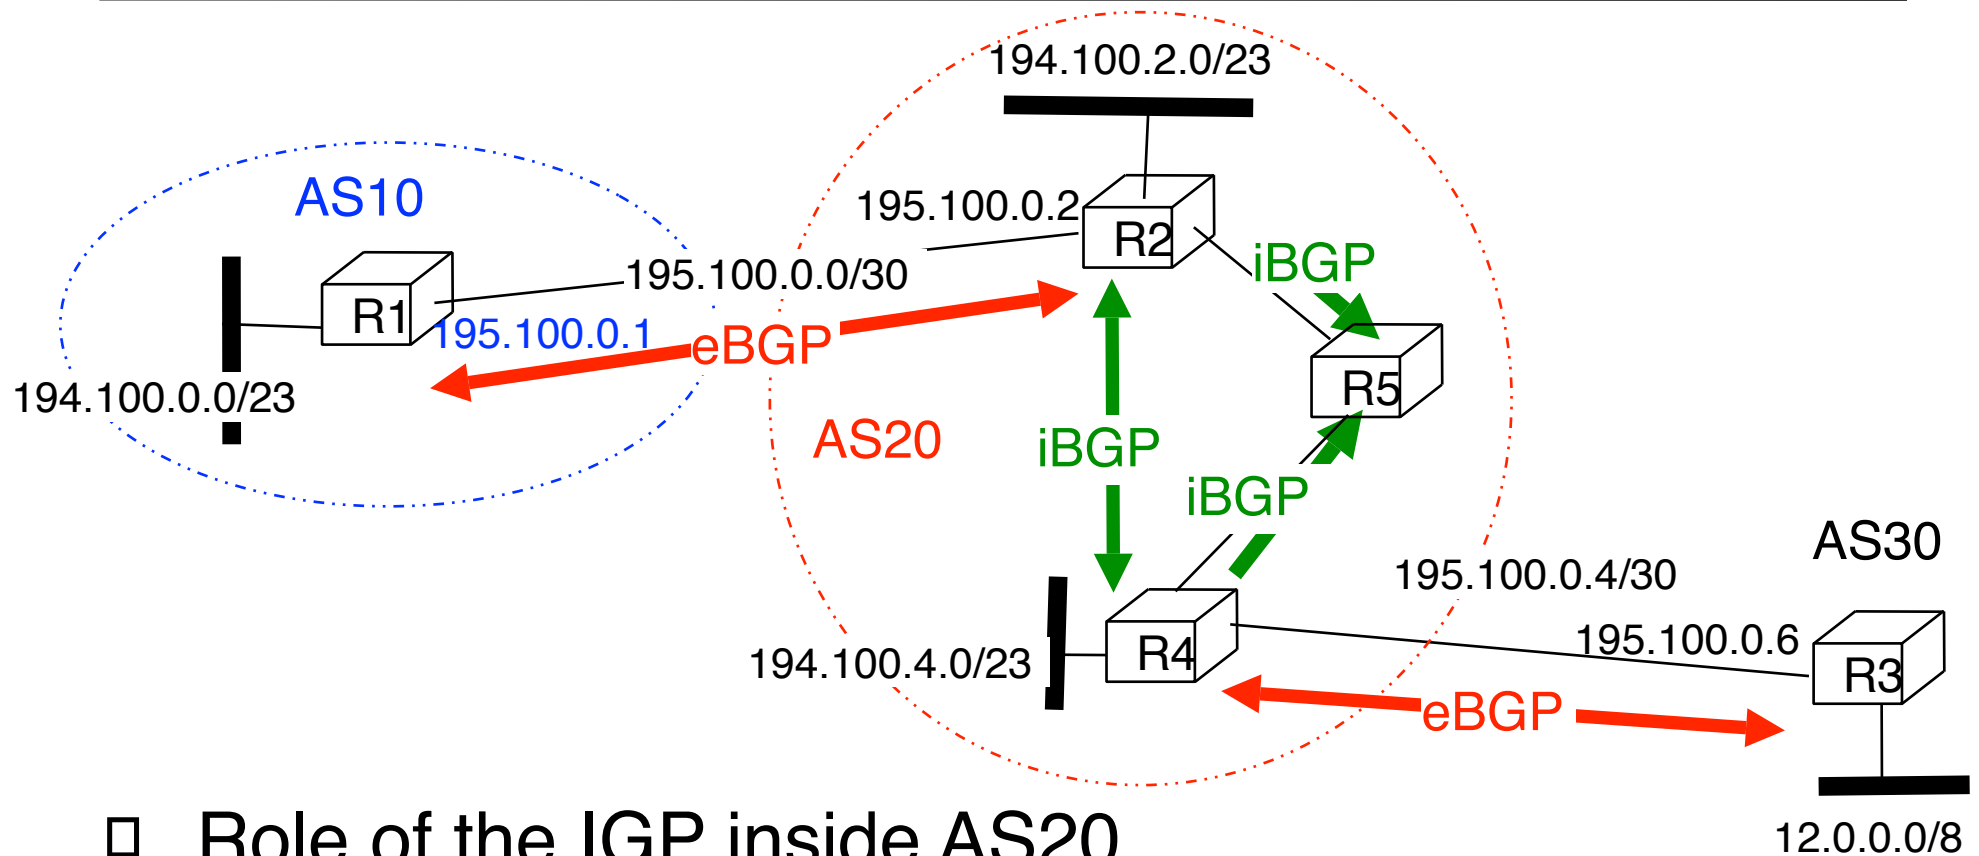 194.100.2.0/23
AS10
195.100.0.2
R2
iBGP
195.100.0.0/30
R1
195.100.0.1
eBGP
R5
194.100.0.0/23
AS20
iBGP
iBGP
AS30
195.100.0.4/30
195.100.0.6
R4
194.100.4.0/23
R3
eBGP
Role of the IGP inside AS20
12.0.0.0/8